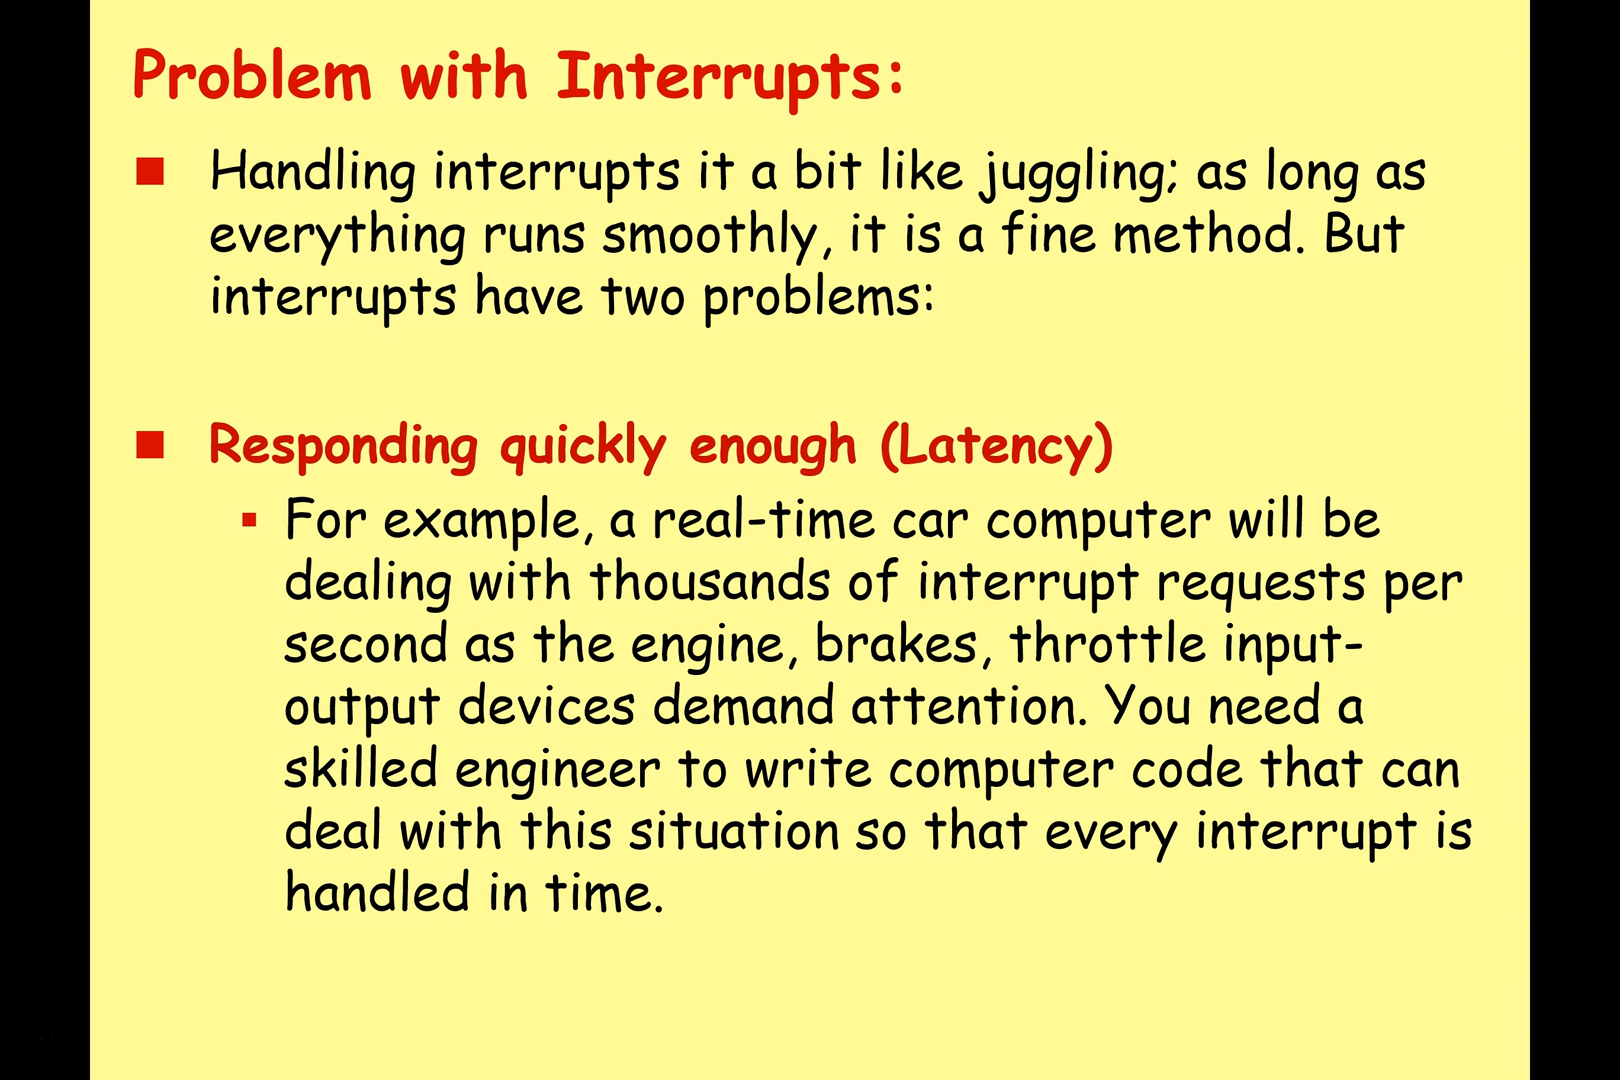 Problem with Interrupts:
Handling interrupts it a bit like juggling; as long as
everything runs smoothly, it is a fine method. But
interrupts have two problems:
Responding quickly enough (Latency)
For example, a real-time car computer will be
dealing with thousands of interrupt requests per
second as the engine, brakes, throttle input-
output devices demand attention. You need a
skilled engineer to write computer code that can
deal with this situation so that every interrupt is
handled in time.